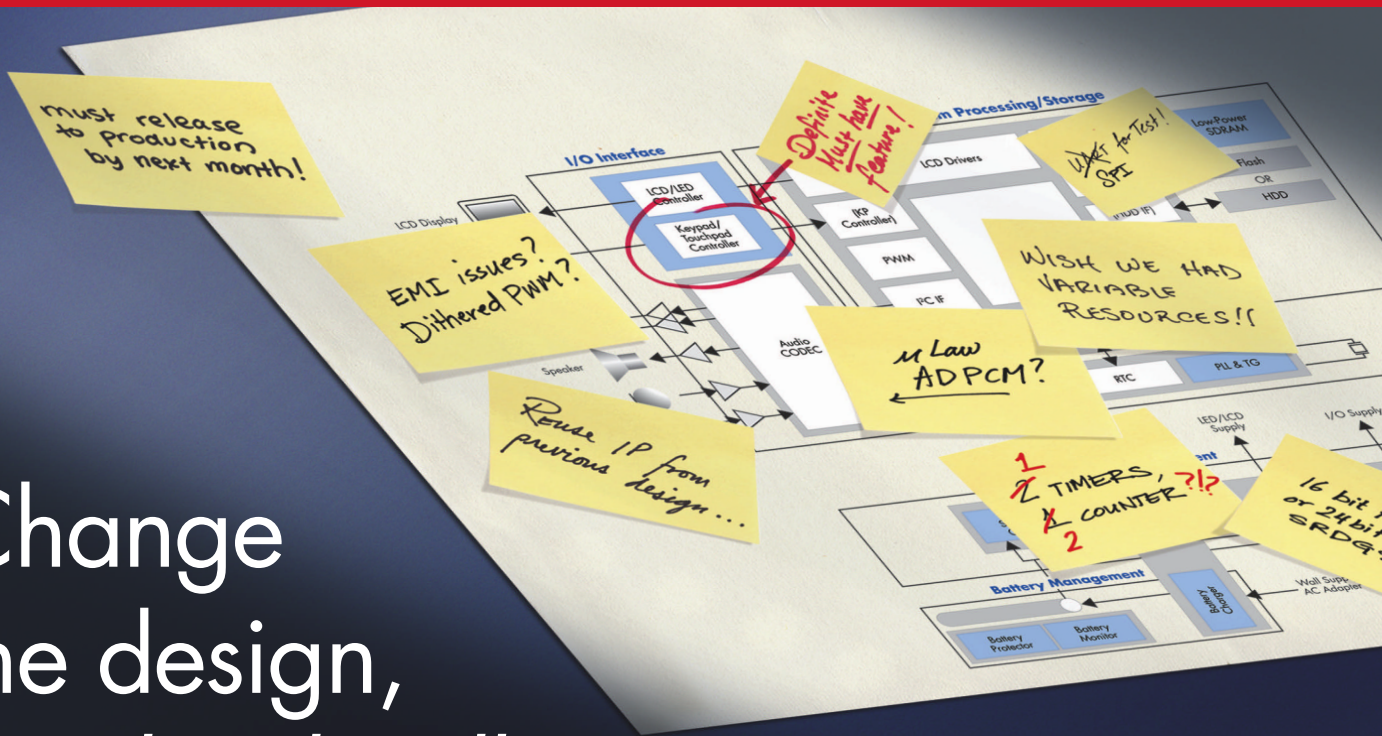 must release
to production
by next month!
Definite
Must have
feature!
n Processing/Storage
UART for Test!
SPI
Low-Power
SDRAM
Flash
OR
HDD
I/O Interface
LCD/LED
Controller
Keypad/
Touchpad
Controller
LCD Display
LCD Drivers
(KP
Controller)
PWM
I²C IF
EMI issues?
Dithered PWM?
WISH WE HAD
VARIABLE
RESOURCES!!
Audio
CODEC
Speaker
µ Law
ADPCM?
RTC
PLL & TG
Reuse IP from
previous design...
LED/LCD
Supply
I/O Supply
1
2 TIMERS,
1 COUNTER?!?
2
16 bit
or 24 bit
SRDG
Battery Management
Battery
Protector
Battery
Monitor
Battery
Charger
Wall Supp
AC Adapter
Change
he design,